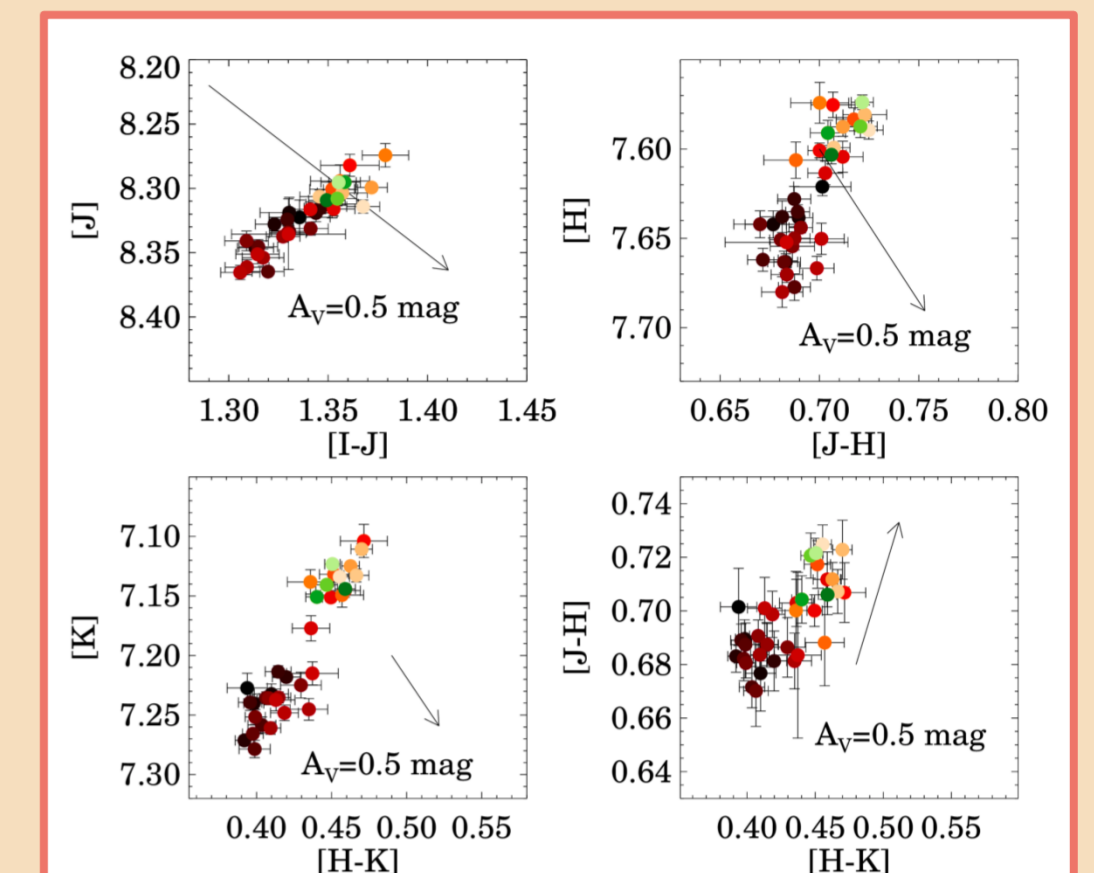 8.20
8.25
8.30
8.35
8.40
[J]
A_V=0.5 mag
1.30 1.35 1.40 1.45
[I-J]
7.60
7.65
7.70
[H]
A_V=0.5 mag
0.65 0.70 0.75 0.80
[J-H]
7.10
7.15
7.20
7.25
7.30
[K]
A_V=0.5 mag
0.40 0.45 0.50 0.55
[H-K]
0.74
0.72
0.70
0.68
0.66
0.64
[J-H]
A_V=0.5 mag
0.40 0.45 0.50 0.55
[H-K]